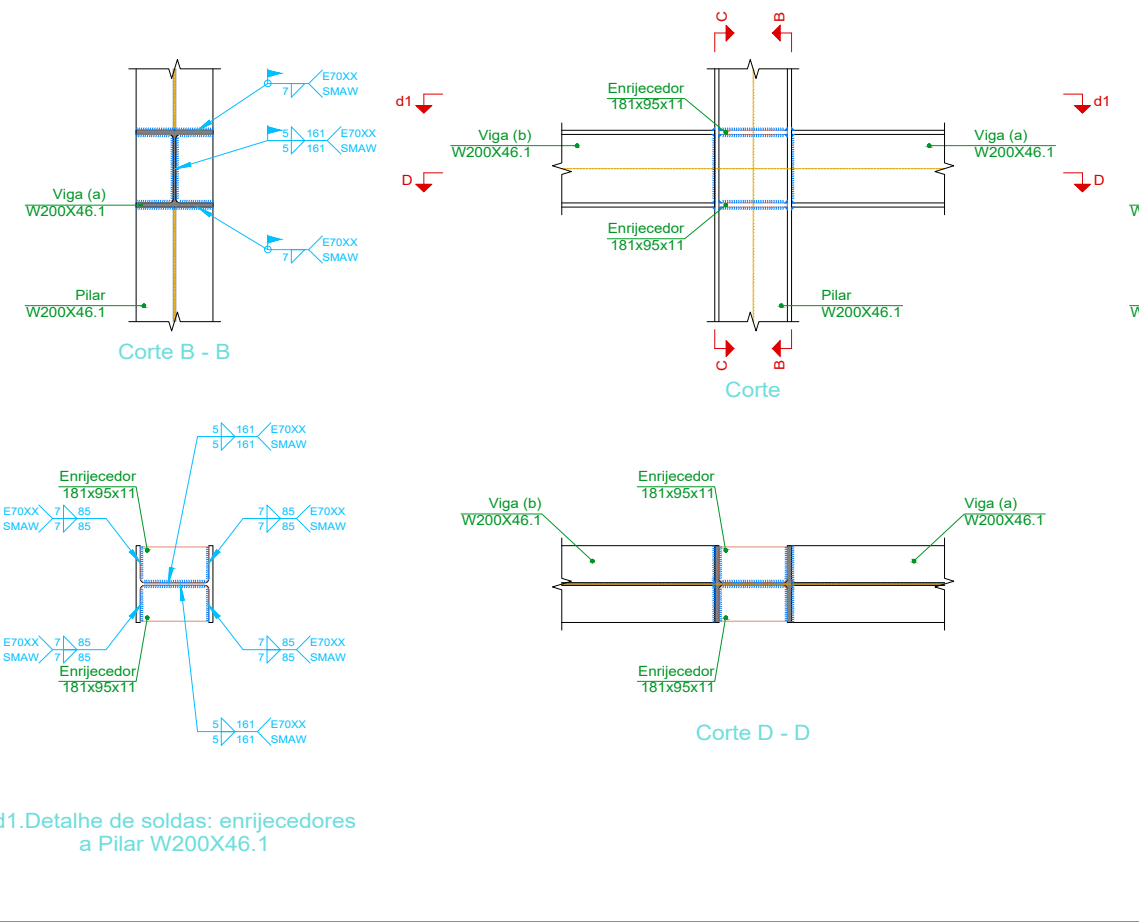 E70XX
7
SMAW
5 161 E70XX
5 161 SMAW
Viga (a)
W200X46.1
E70XX
7 SMAW
Pilar
W200X46.1
Corte B - B
C
B
d1
d1
Enrijecedor
181x95x11
Viga (b)
W200X46.1
Viga (a)
W200X46.1
D
D
Enrijecedor
181x95x11
Pilar
W200X46.1
C
B
Corte
W
W
5 161 E70XX
5 161 SMAW
Enrijecedor
181x95x11
E70XX 7 85
SMAW 7 85
7 85 E70XX
7 85 SMAW
E70XX 7 85
SMAW 7 85
7 85 E70XX
7 85 SMAW
Enrijecedor
181x95x11
5 161 E70XX
5 161 SMAW
d1.Detalhe de soldas: enrijecedores
a Pilar W200X46.1
Enrijecedor
181x95x11
Viga (b)
W200X46.1
Viga (a)
W200X46.1
Enrijecedor
181x95x11
Corte D - D